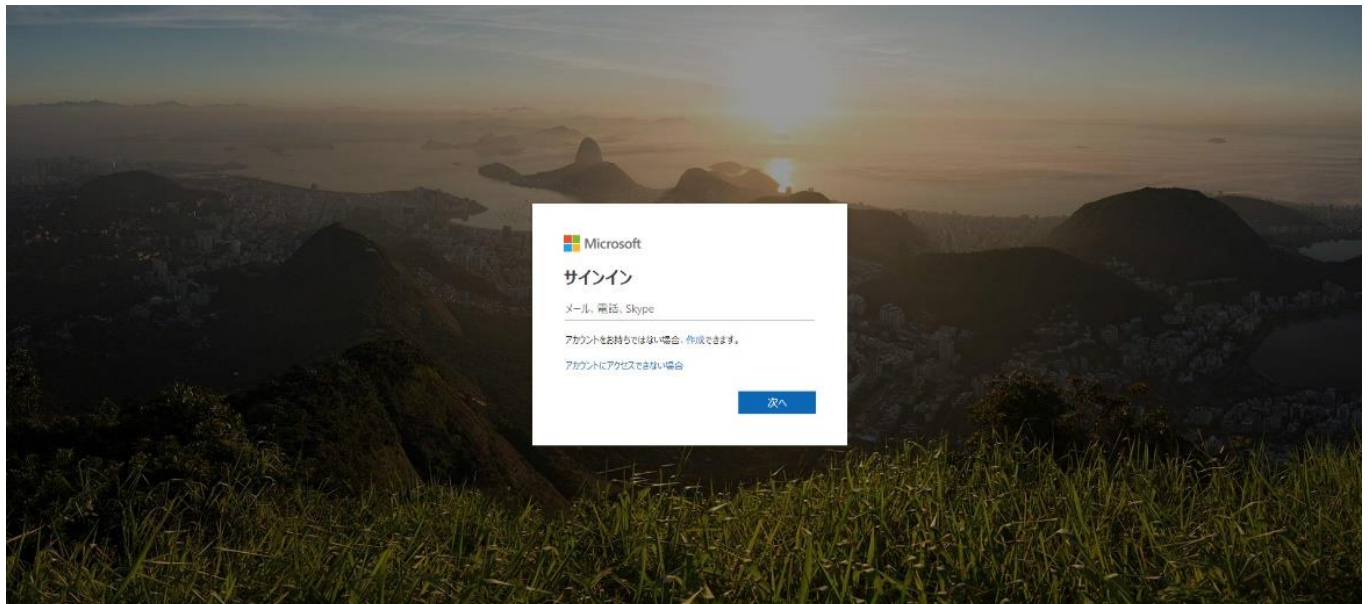 Microsoft
サインイン
メール、電話、Skype
アカウントをお持ちではない場合、作成できます。
アカウントにアクセスできない場合
次へ